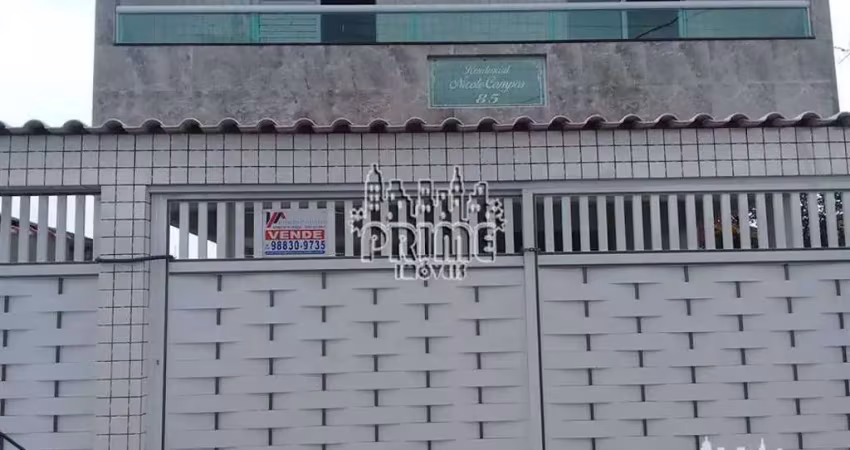 Residencial
Nicole Campos
85
VENDE
98830-9735
PRIME
IMÓVEIS